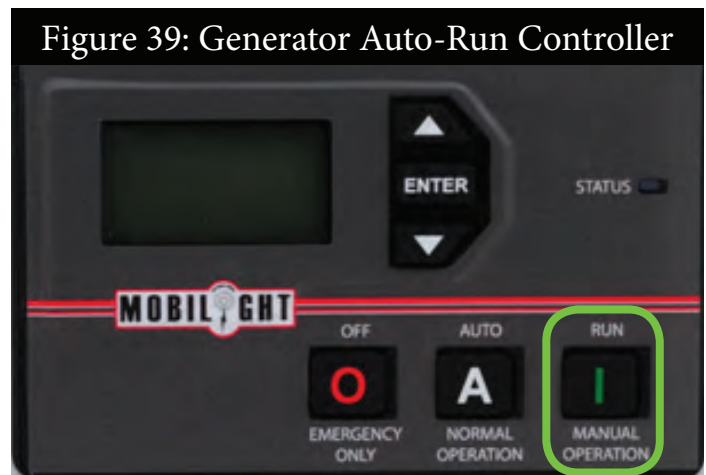 Figure 39: Generator Auto-Run Controller
ENTER
STATUS
MOBILIGHT
OFF AUTO RUN
O A I
EMERGENCY NORMAL MANUAL
ONLY OPERATION OPERATION